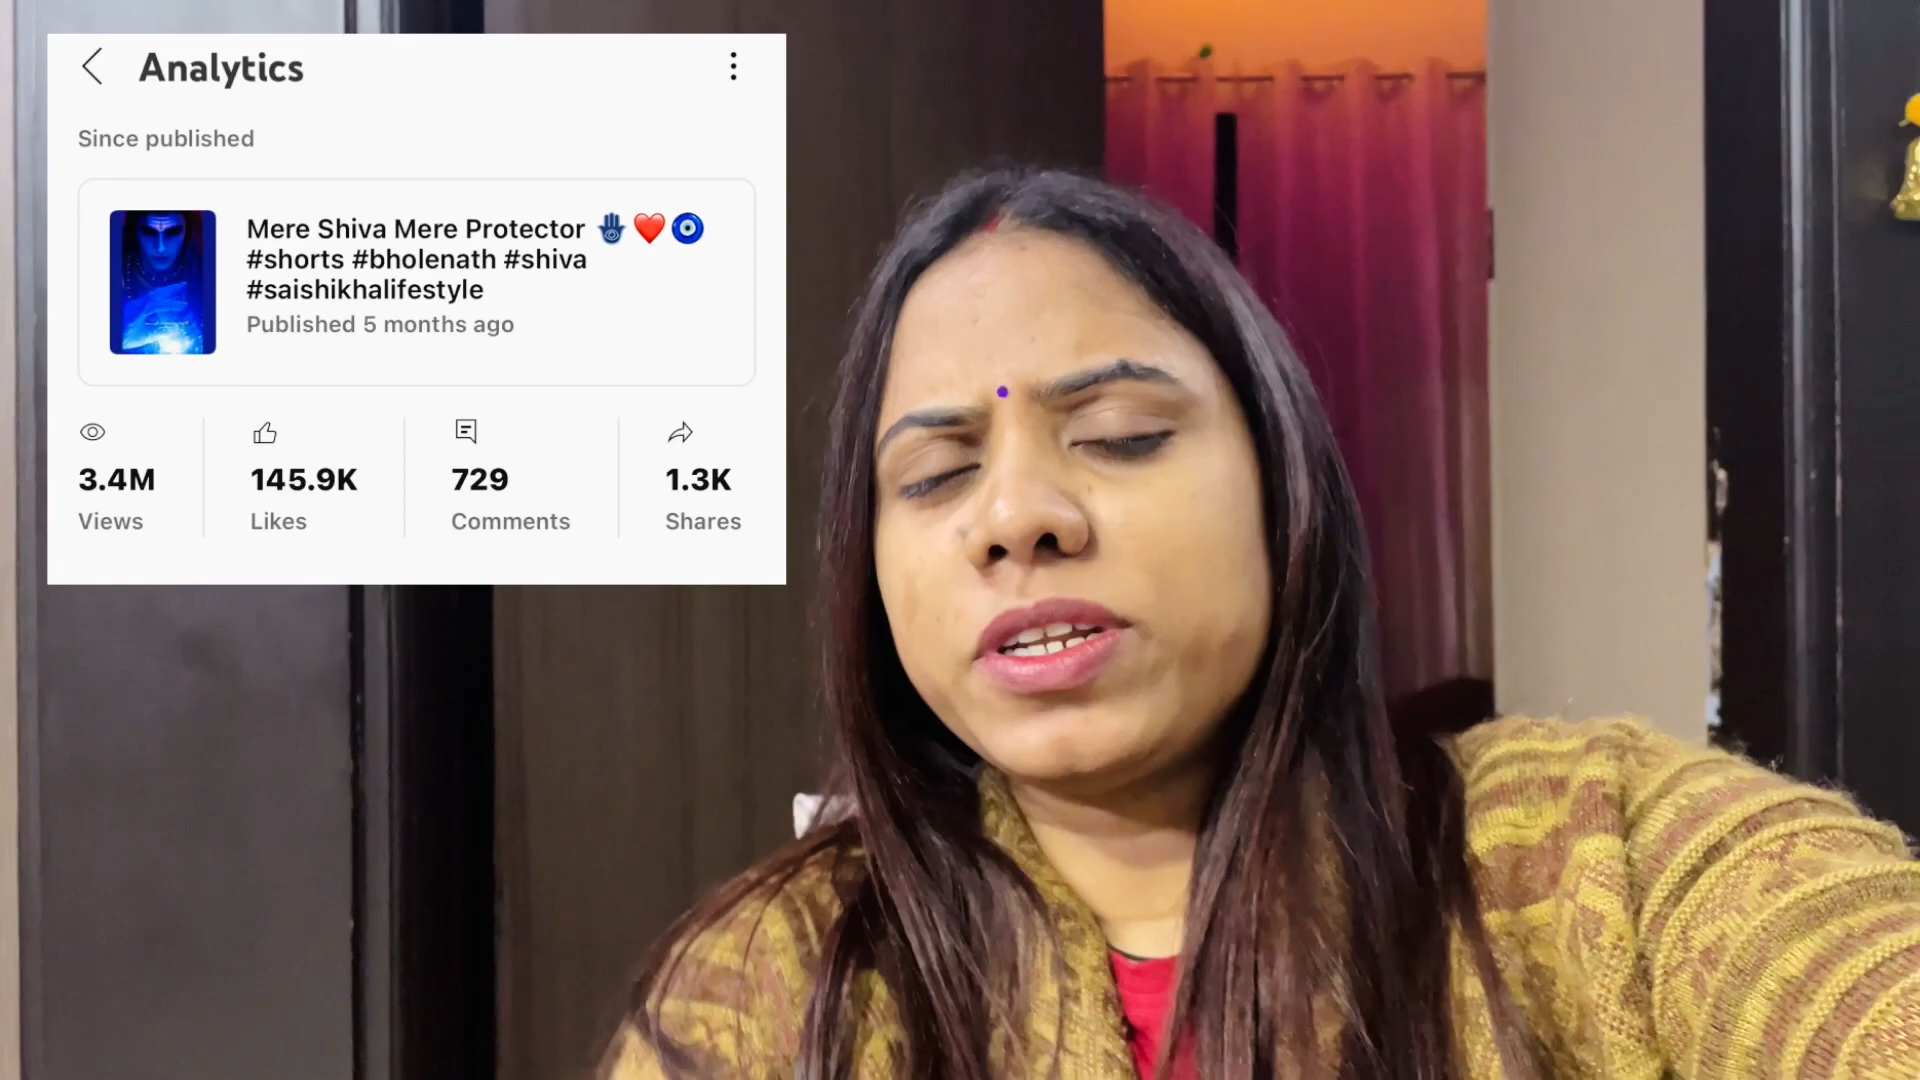 Analytics
Since published
Mere Shiva Mere Protector 🪬❤️🧿
#shorts #bholenath #shiva
#saishikhalifestyle
Published 5 months ago
3.4M 145.9K 729 1.3K
Views Likes Comments Shares